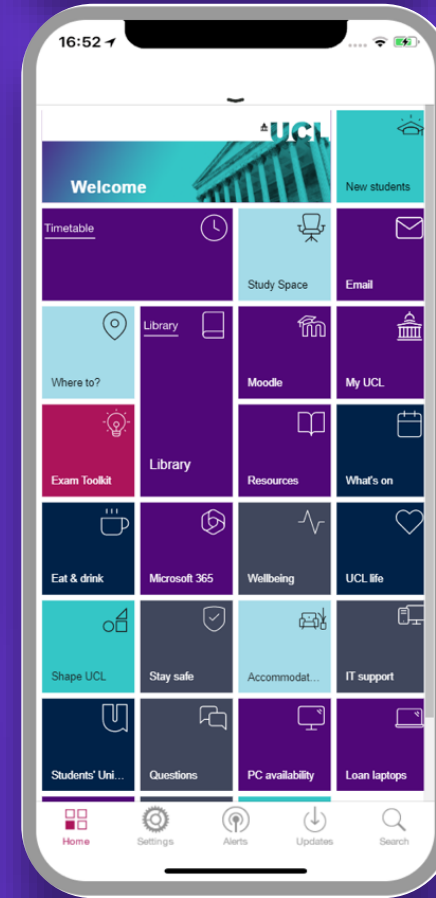 16:52
UCL
Welcome
New students
Timetable
Study Space
Email
Where to?
Library
Library
Moodle
My UCL
Exam Toolkit
Resources
What's on
Eat & drink
Microsoft 365
Wellbeing
UCL life
Shape UCL
Stay safe
Accommodat...
IT support
Students' Uni...
Questions
PC availability
Loan laptops
Home
Settings
Alerts
Updates
Search